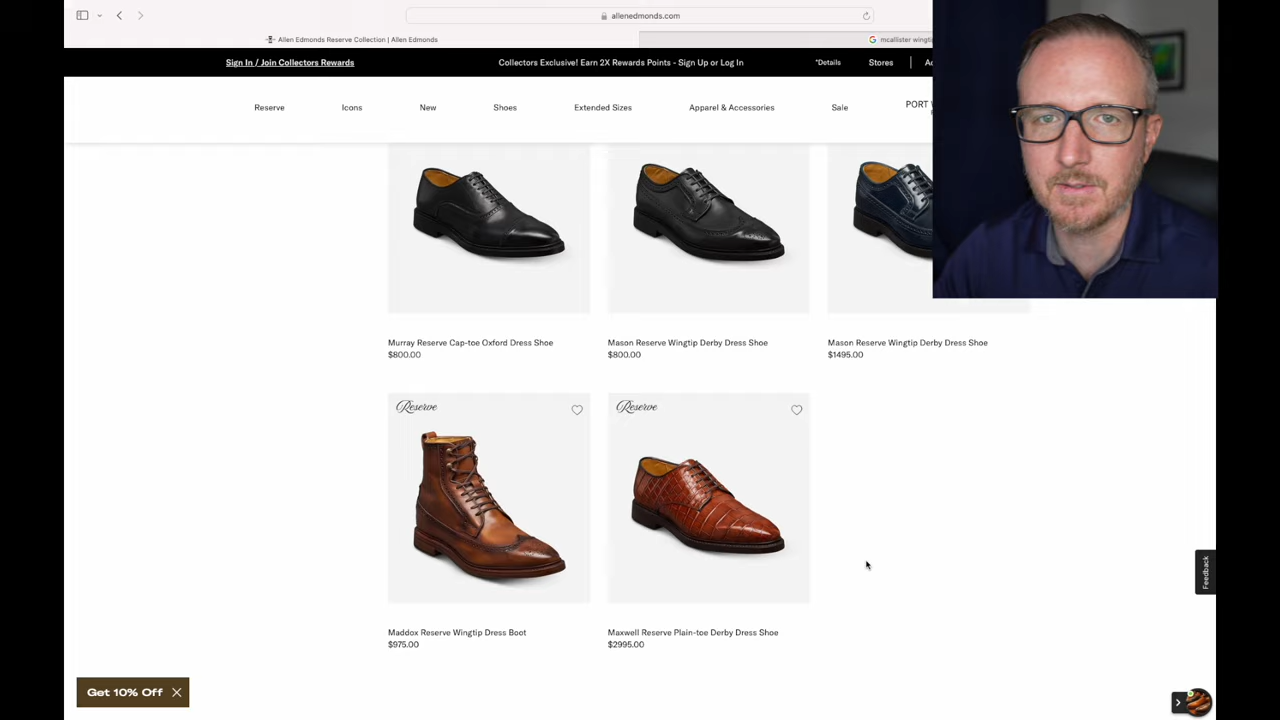 allenedmonds.com
Allen Edmonds Reserve Collection | Allen Edmonds
mcallister wingtip
Sign In / Join Collectors Rewards
Collectors Exclusive! Earn 2X Rewards Points - Sign Up or Log In
*Details
Stores
Reserve
Icons
New
Shoes
Extended Sizes
Apparel & Accessories
Sale
PORT
Murray Reserve Cap-toe Oxford Dress Shoe
$800.00
Mason Reserve Wingtip Derby Dress Shoe
$800.00
Mason Reserve Wingtip Derby Dress Shoe
$1495.00
Reserve
Reserve
Maddox Reserve Wingtip Dress Boot
$975.00
Maxwell Reserve Plain-toe Derby Dress Shoe
$2995.00
Feedback
Get 10% Off